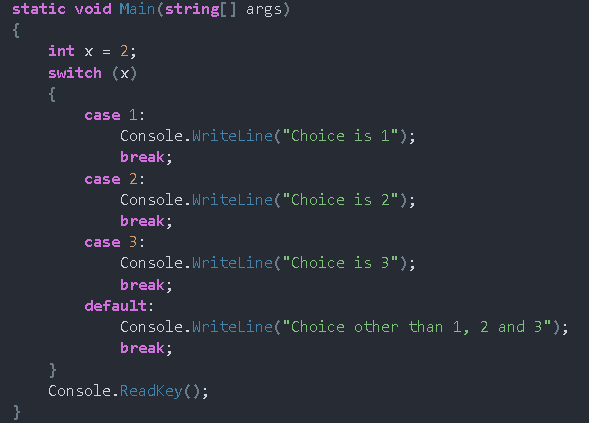 static void Main(string[] args)
{
    int x = 2;
    switch (x)
    {
        case 1:
            Console.WriteLine("Choice is 1");
            break;
        case 2:
            Console.WriteLine("Choice is 2");
            break;
        case 3:
            Console.WriteLine("Choice is 3");
            break;
        default:
            Console.WriteLine("Choice other than 1, 2 and 3");
            break;
    }
    Console.ReadKey();
}